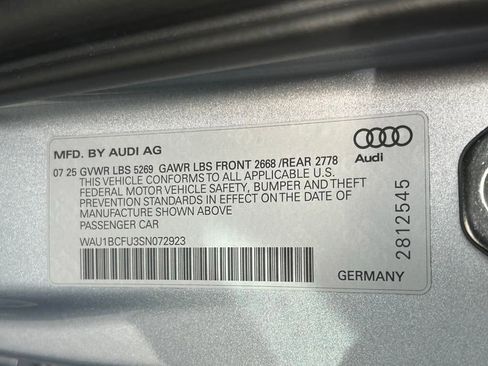 MFD. BY AUDI AG
Audi
07 25 GVWR LBS 5269 GAWR LBS FRONT 2668 /REAR 2778
THIS VEHICLE CONFORMS TO ALL APPLICABLE U.S.
FEDERAL MOTOR VEHICLE SAFETY, BUMPER AND THEFT
PREVENTION STANDARDS IN EFFECT ON THE DATE OF
MANUFACTURE SHOWN ABOVE
PASSENGER CAR
WAU1BCFU3SN072923
GERMANY
2812545